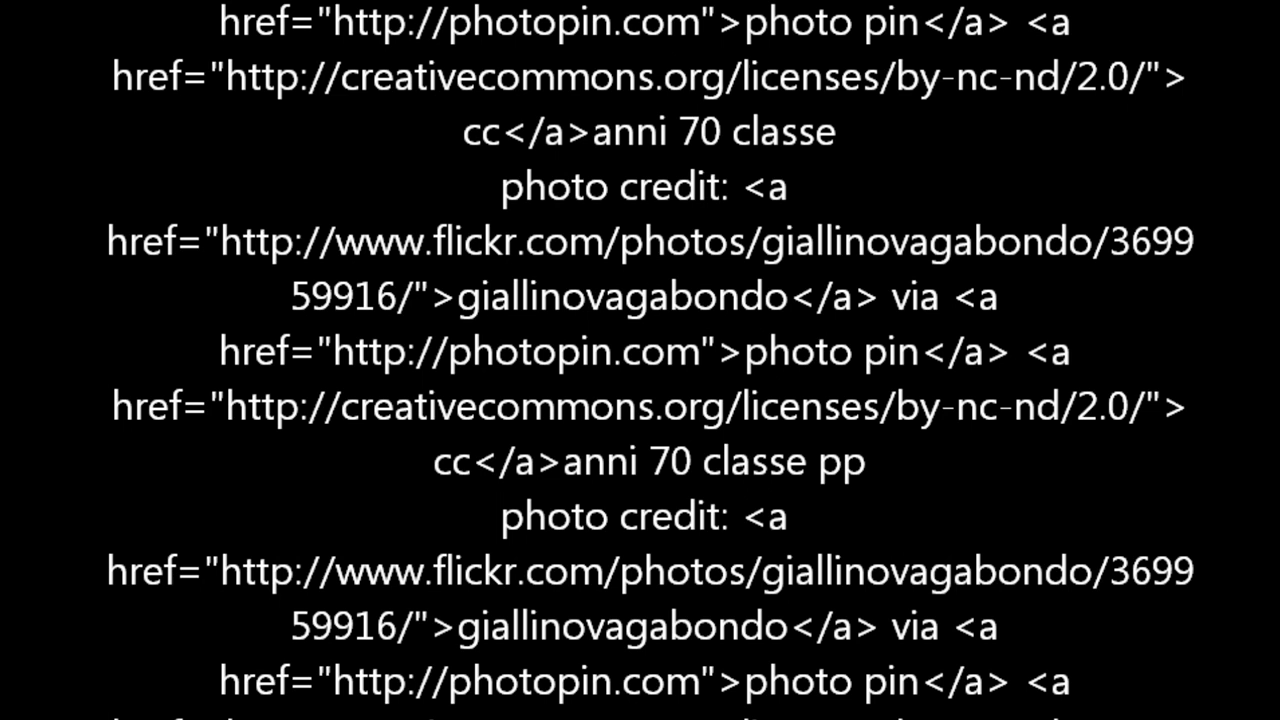 href="http://photopin.com">photo pin</a> <a
href="http://creativecommons.org/licenses/by-nc-nd/2.0/">
cc</a>anni 70 classe
photo credit: <a
href="http://www.flickr.com/photos/giallinovagabondo/3699
59916/">giallinovagabondo</a> via <a
href="http://photopin.com">photo pin</a> <a
href="http://creativecommons.org/licenses/by-nc-nd/2.0/">
cc</a>anni 70 classe pp
photo credit: <a
href="http://www.flickr.com/photos/giallinovagabondo/3699
59916/">giallinovagabondo</a> via <a
href="http://photopin.com">photo pin</a> <a